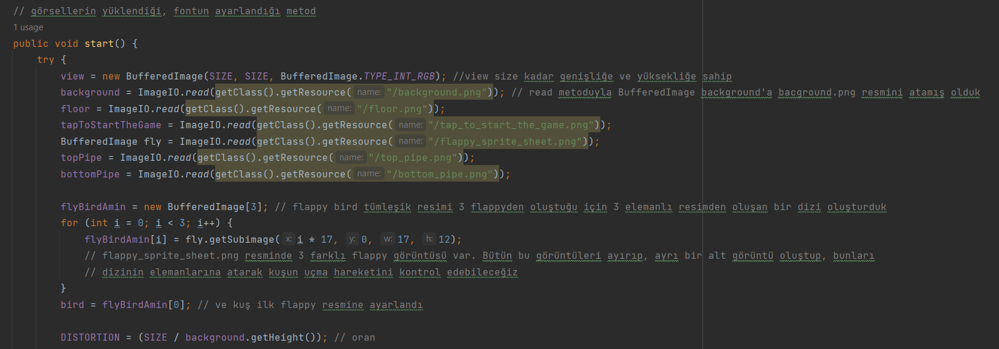 // görsellerin yüklendiği, fontun ayarlandığı metod
1 usage
public void start() {
try {
view = new BufferedImage(SIZE, SIZE, BufferedImage.TYPE_INT_RGB); //view size kadar genişliğe ve yüksekliğe sahip
background = ImageIO.read(getClass().getResource( name: "/background.png")); // read metoduyla BufferedImage background'a bacground.png resmini atamış olduk
floor = ImageIO.read(getClass().getResource( name: "/floor.png"));
tapToStartTheGame = ImageIO.read(getClass().getResource( name: "/tap_to_start_the_game.png"));
BufferedImage fly = ImageIO.read(getClass().getResource( name: "/flappy_sprite_sheet.png"));
topPipe = ImageIO.read(getClass().getResource( name: "/top_pipe.png"));
bottomPipe = ImageIO.read(getClass().getResource( name: "/bottom_pipe.png"));
flyBirdAmin = new BufferedImage[3]; // flappy bird tümleşik resimi 3 flappyden oluştuğu için 3 elemanlı resimden oluşan bir dizi oluşturduk
for (int i = 0; i < 3; i++) {
flyBirdAmin[i] = fly.getSubimage( x: i * 17, y: 0, w: 17, h: 12);
// flappy_sprite_sheet.png resminde 3 farklı flappy görüntüsü var. Bütün bu görüntüleri ayırıp, ayrı bir alt görüntü oluştup, bunları
// dizinin elemanlarına atarak kuşun uçma hareketini kontrol edebileceğiz
}
bird = flyBirdAmin[0]; // ve kuş ilk flappy resmine ayarlandı
DISTORTION = (SIZE / background.getHeight()); // oran